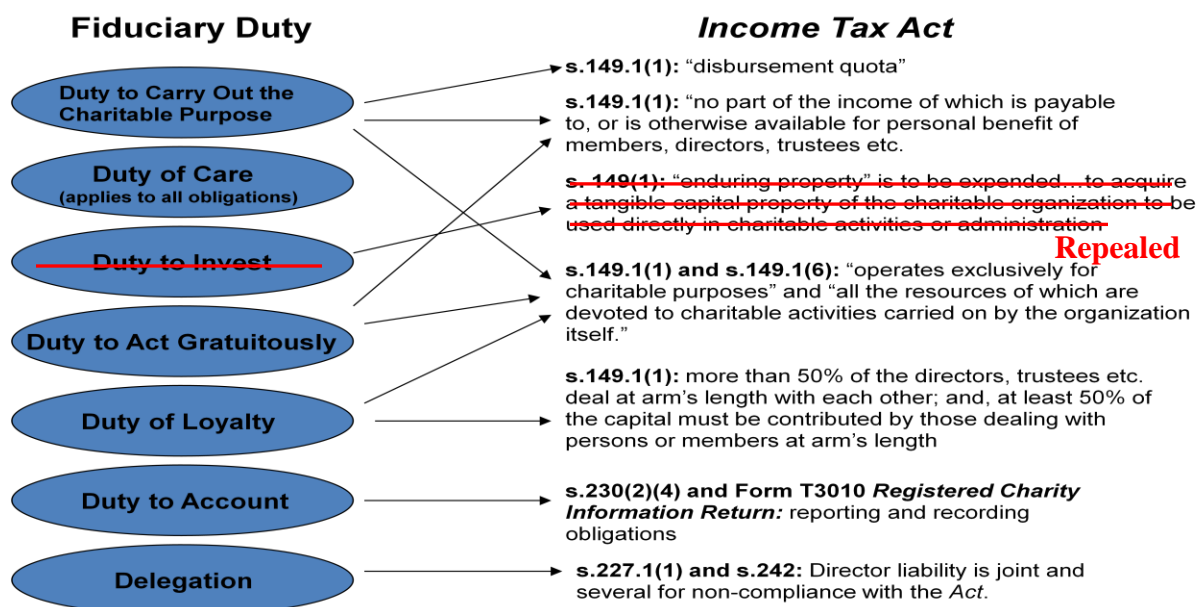 Fiduciary Duty
Duty to Carry Out the
Charitable Purpose
Duty of Care
(applies to all obligations)
Duty to Invest
Duty to Act Gratuitously
Duty of Loyalty
Duty to Account
Delegation
Income Tax Act
s.149.1(1): “disbursement quota”
s.149.1(1): “no part of the income of which is payable
to, or is otherwise available for personal benefit of
members, directors, trustees etc.
s. 149(1): “enduring property” is to be expended…to acquire
a tangible capital property of the charitable organization to be
used directly in charitable activities or administration
Repealed
s.149.1(1) and s.149.1(6): “operates exclusively for
charitable purposes” and “all the resources of which are
devoted to charitable activities carried on by the organization
itself.”
s.149.1(1): more than 50% of the directors, trustees etc.
deal at arm’s length with each other; and, at least 50% of
the capital must be contributed by those dealing with
persons or members at arm’s length
s.230(2)(4) and Form T3010 Registered Charity
Information Return: reporting and recording
obligations
s.227.1(1) and s.242: Director liability is joint and
several for non-compliance with the Act.